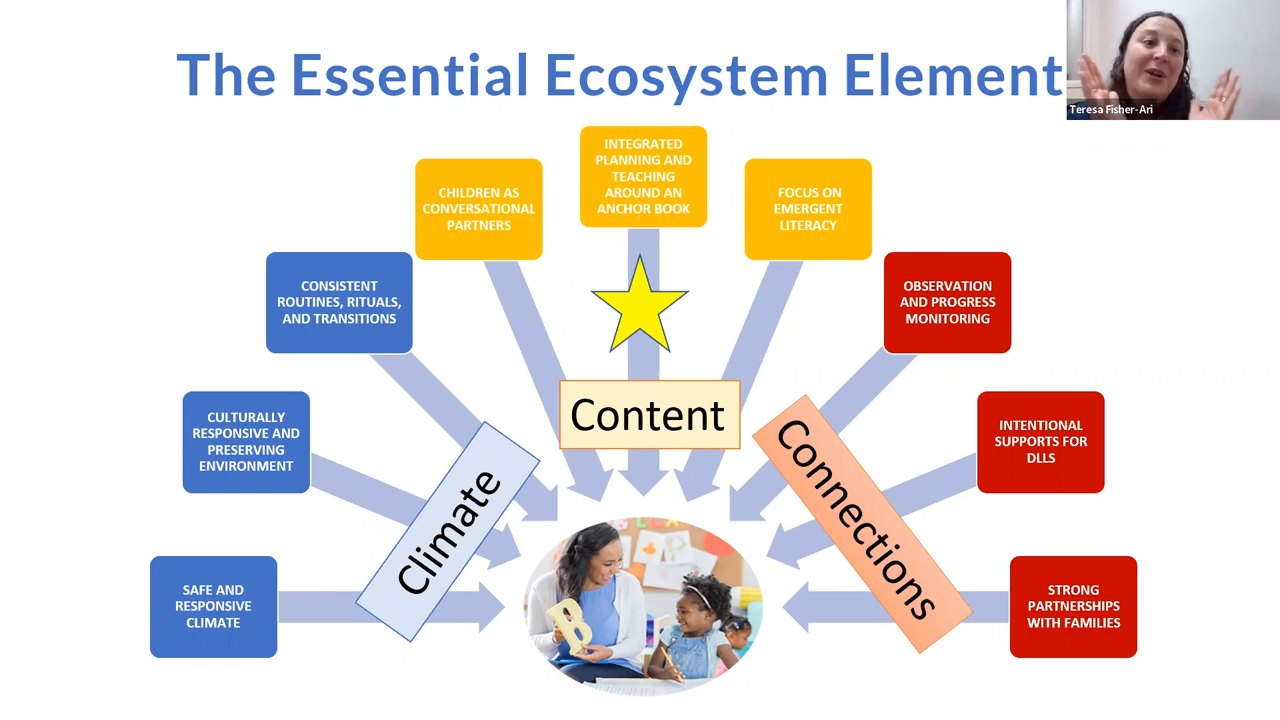 The Essential Ecosystem Element
Teresa Fisher-Ari
INTEGRATED
PLANNING AND
TEACHING
AROUND AN
ANCHOR BOOK
CHILDREN AS
CONVERSATIONAL
PARTNERS
FOCUS ON
EMERGENT
LITERACY
CONSISTENT
ROUTINES, RITUALS,
AND TRANSITIONS
OBSERVATION
AND PROGRESS
MONITORING
CULTURALLY
RESPONSIVE AND
PRESERVING
ENVIRONMENT
INTENTIONAL
SUPPORTS FOR
DLLS
SAFE AND
RESPONSIVE
CLIMATE
STRONG
PARTNERSHIPS
WITH FAMILIES
Climate
Content
Connections
B